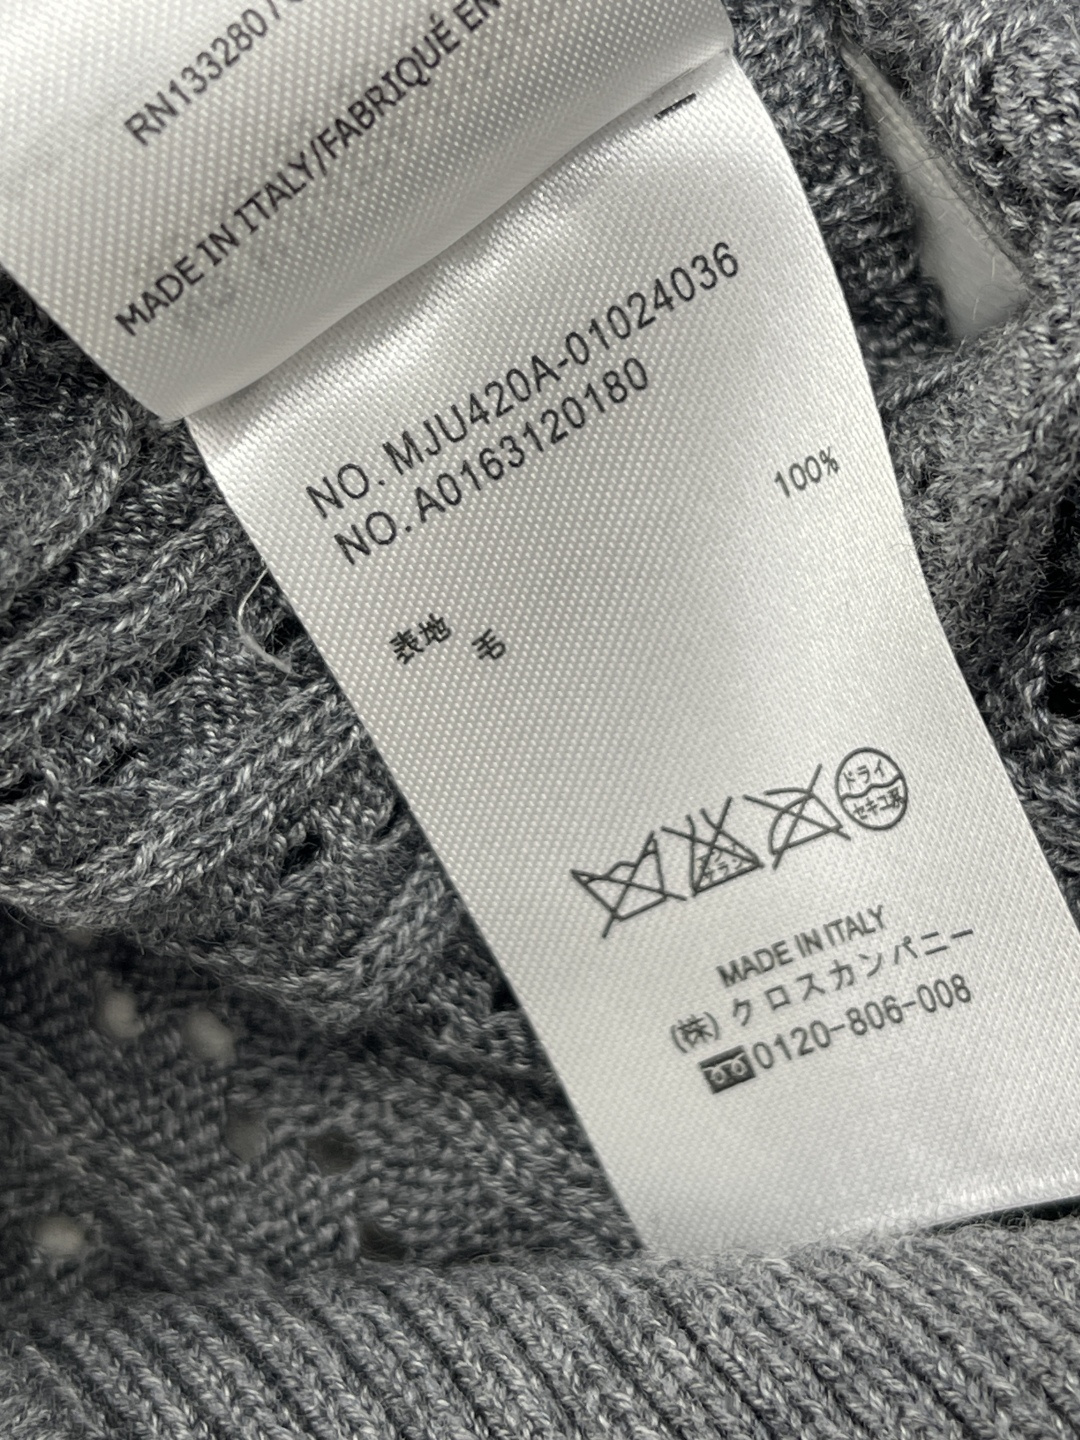 RN133280 /
MADE IN ITALY/FABRIQUÉ EN
NO. MJU420A-01024036
NO. A0163120180
100%
表地
毛
ドライ
セキユ系
MADE IN ITALY
(株) クロスカンパニー
0120-806-008